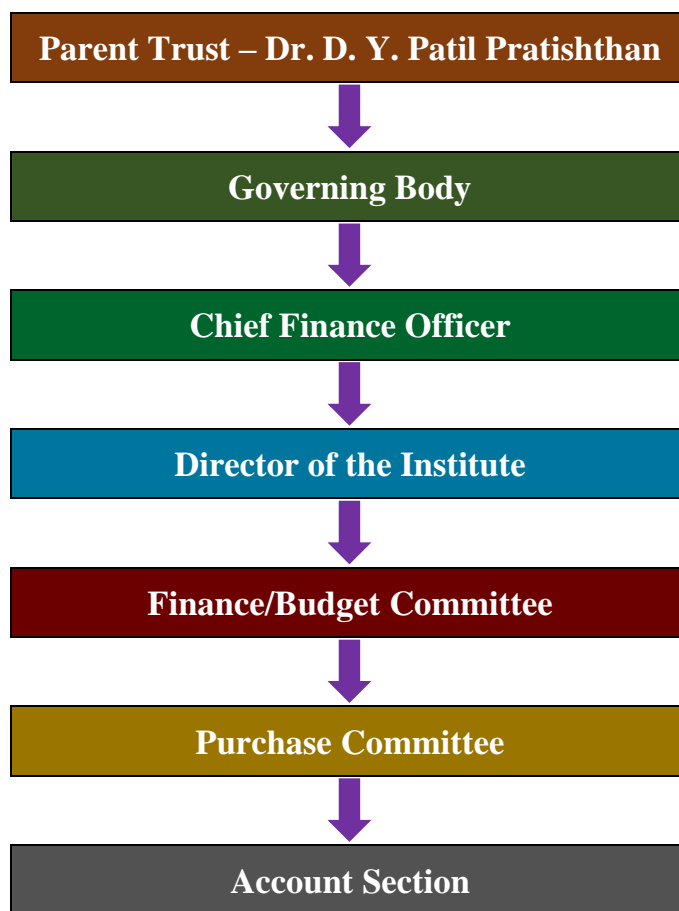 Parent Trust – Dr. D. Y. Patil Pratishthan
Governing Body
Chief Finance Officer
Director of the Institute
Finance/Budget Committee
Purchase Committee
Account Section